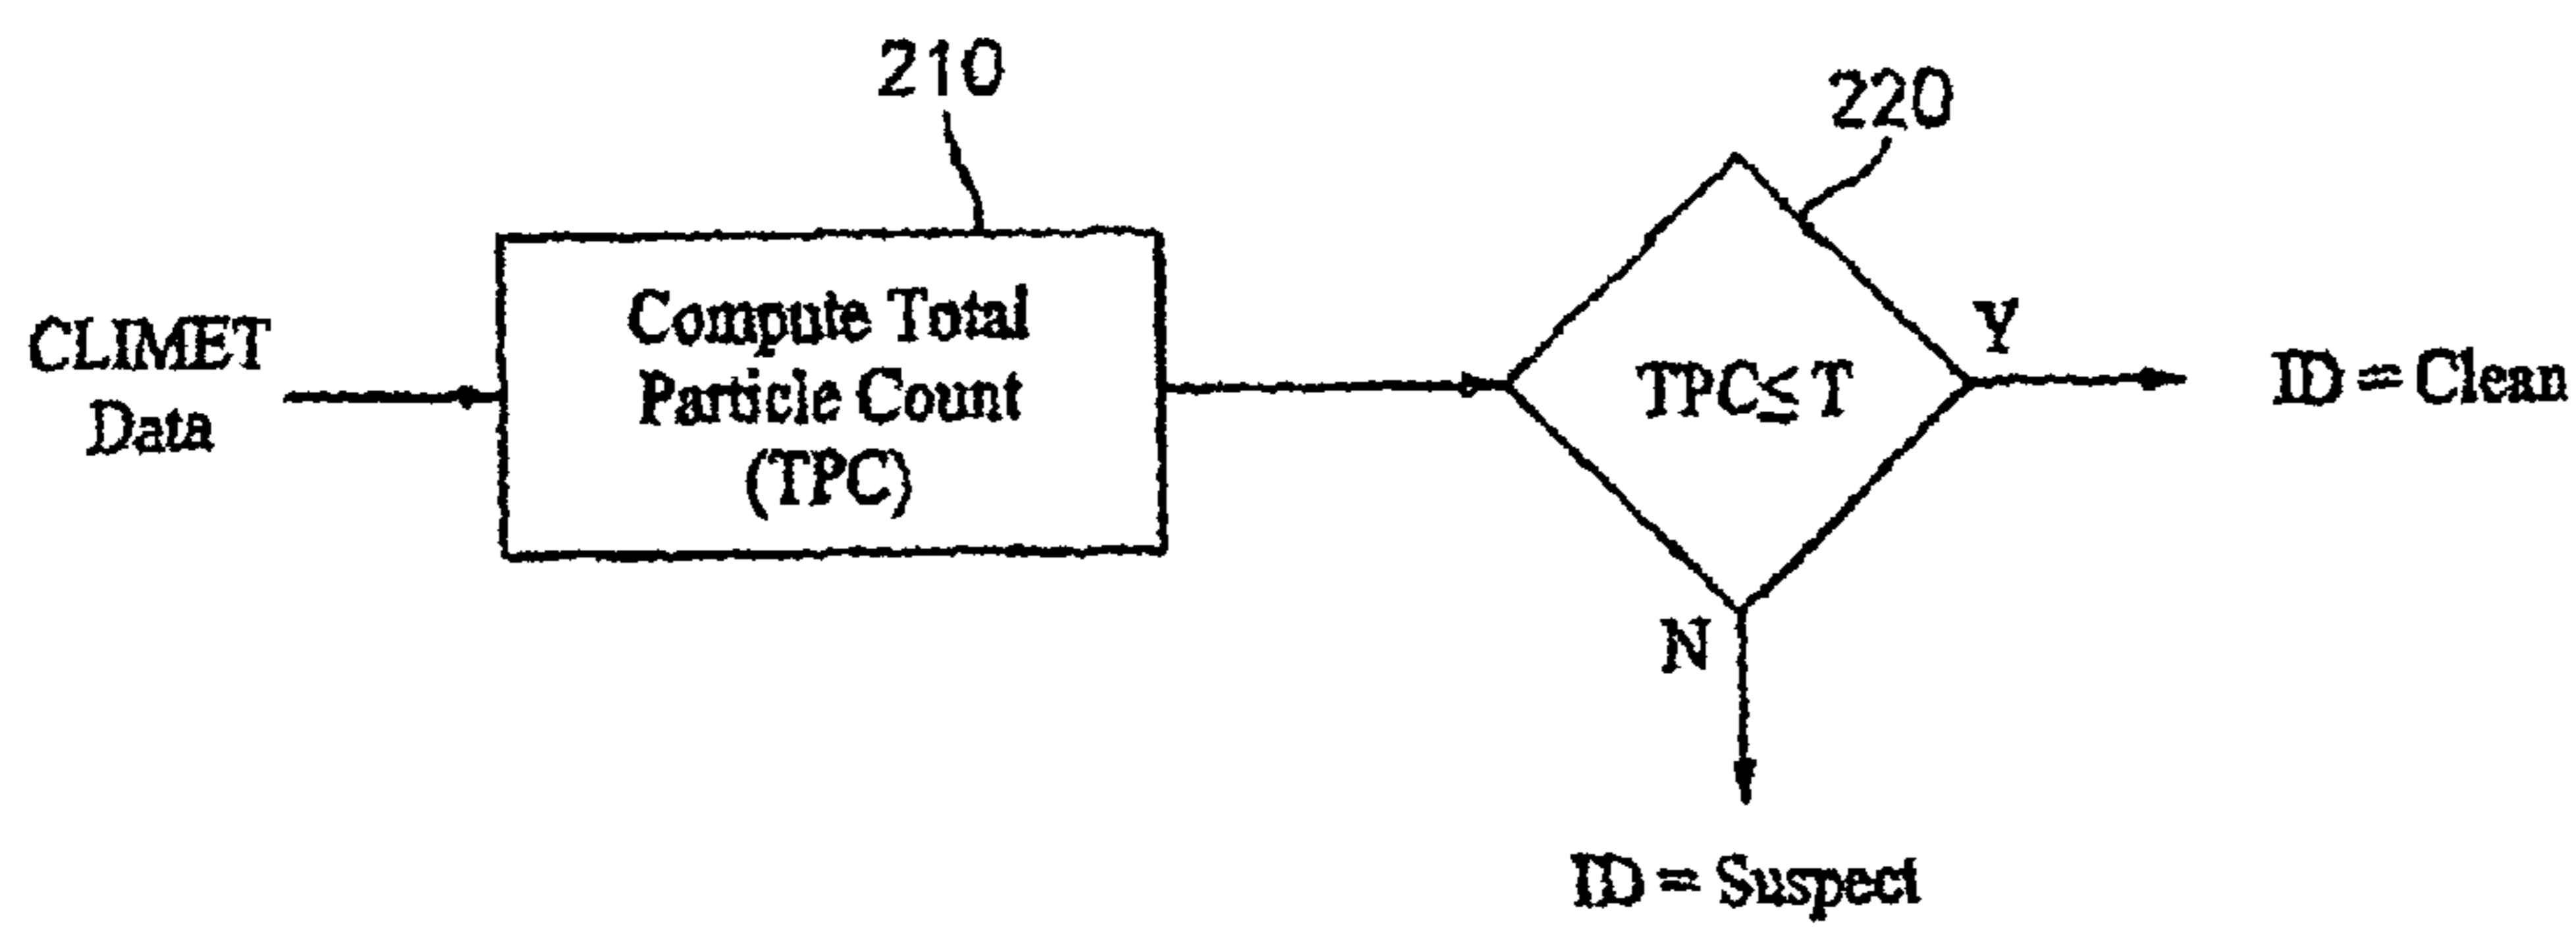 210
220
CLIMET
Data
Compute Total
Particle Count
(TPC)
TPC≤ T
Y
ID = Clean
N
ID = Suspect